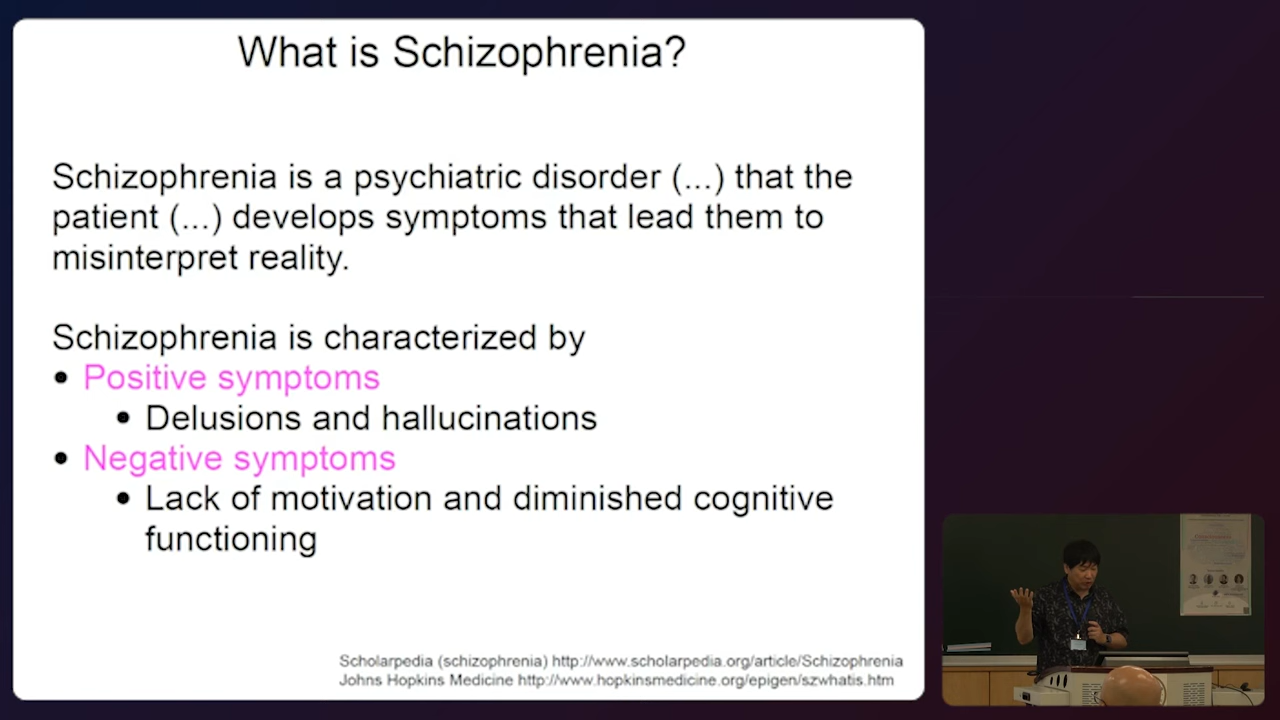 What is Schizophrenia?
Schizophrenia is a psychiatric disorder (...) that the
patient (...) develops symptoms that lead them to
misinterpret reality.
Schizophrenia is characterized by
• Positive symptoms
• Delusions and hallucinations
• Negative symptoms
• Lack of motivation and diminished cognitive
functioning
Scholarpedia (schizophrenia) http://www.scholarpedia.org/article/Schizophrenia
Johns Hopkins Medicine http://www.hopkinsmedicine.org/epigen/szwhatis.htm